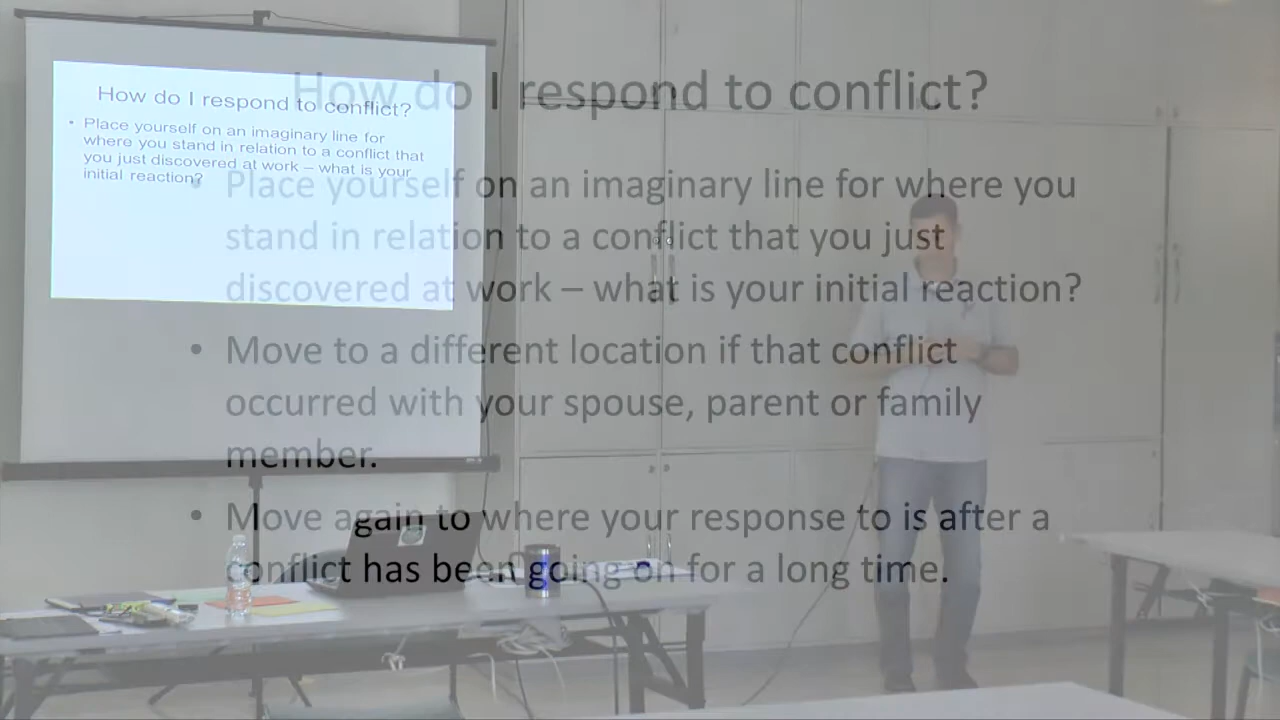 How do I respond to conflict?
• Place yourself on an imaginary line for
where you stand in relation to a conflict that
you just discovered at work – what is your
initial reaction?
How do I respond to conflict?
• Place yourself on an imaginary line for where you
stand in relation to a conflict that you just
discovered at work – what is your initial reaction?
• Move to a different location if that conflict
occurred with your spouse, parent or family
member.
• Move again to where your response to is after a
conflict has been going on for a long time.